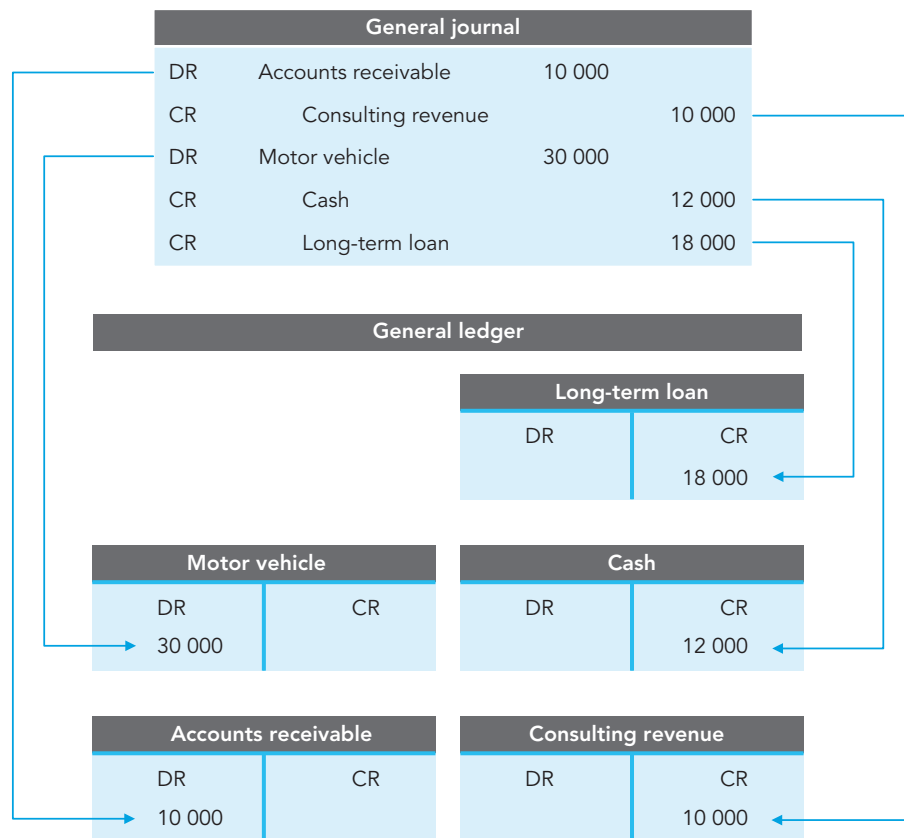 General journal
DR Accounts receivable 10 000
CR Consulting revenue 10 000
DR Motor vehicle 30 000
CR Cash 12 000
CR Long-term loan 18 000
General ledger
Long-term loan
DR CR
18 000
Motor vehicle Cash
DR CR DR CR
30 000 12 000
Accounts receivable Consulting revenue
DR CR DR CR
10 000 10 000